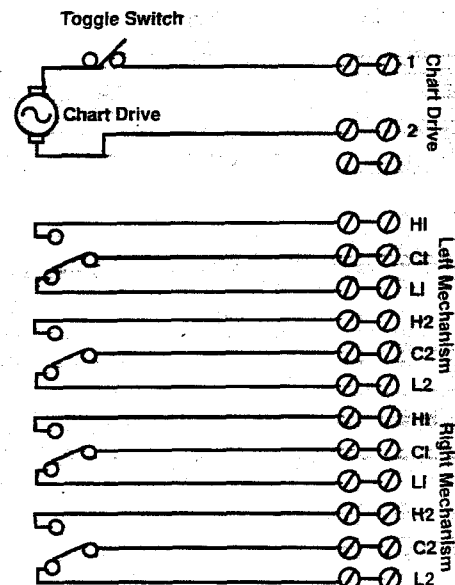 Toggle Switch
1
Chart Drive
Chart Drive
2
HI
CI
LI
H2
C2
L2
Left Mechanism
HI
CI
LI
H2
C2
L2
Right Mechanism